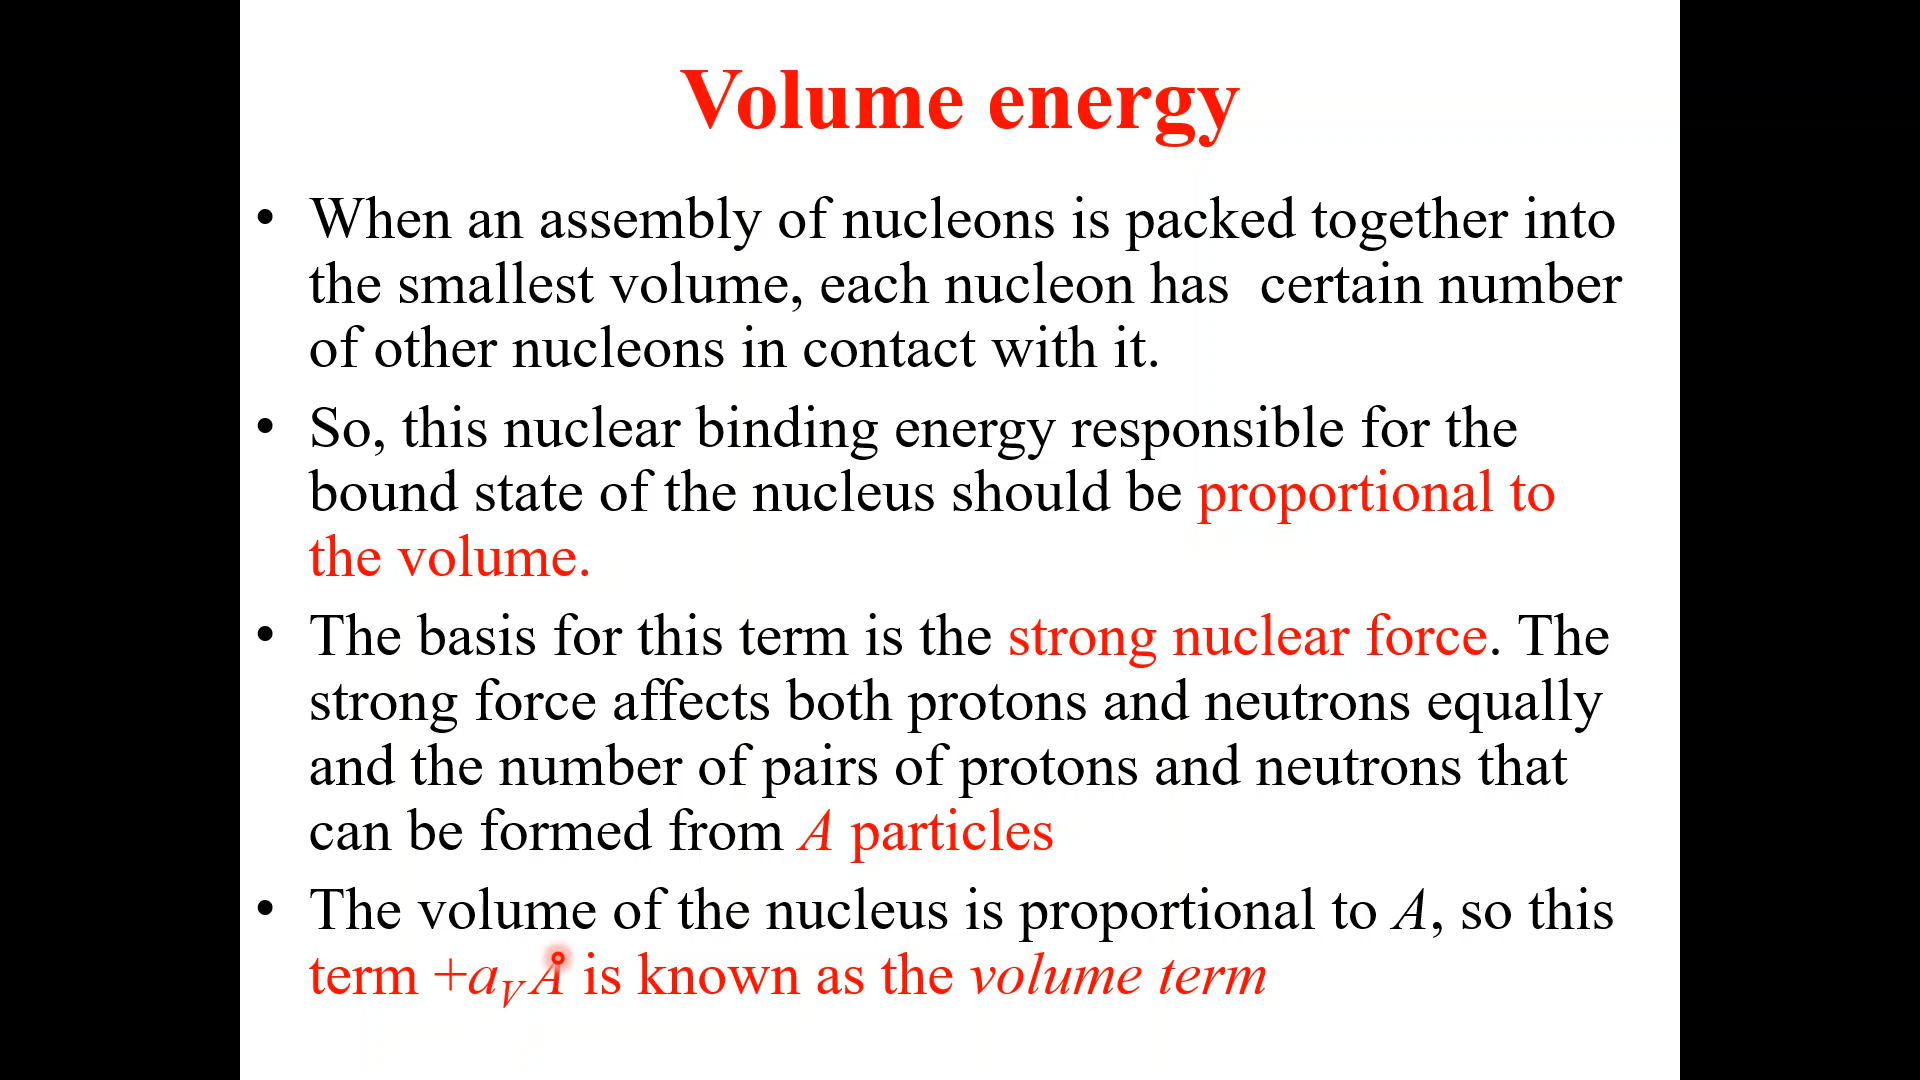 Volume energy
• When an assembly of nucleons is packed together into
the smallest volume, each nucleon has certain number
of other nucleons in contact with it.
• So, this nuclear binding energy responsible for the
bound state of the nucleus should be proportional to
the volume.
• The basis for this term is the strong nuclear force. The
strong force affects both protons and neutrons equally
and the number of pairs of protons and neutrons that
can be formed from A particles
• The volume of the nucleus is proportional to A, so this
term +aᵥA is known as the volume term